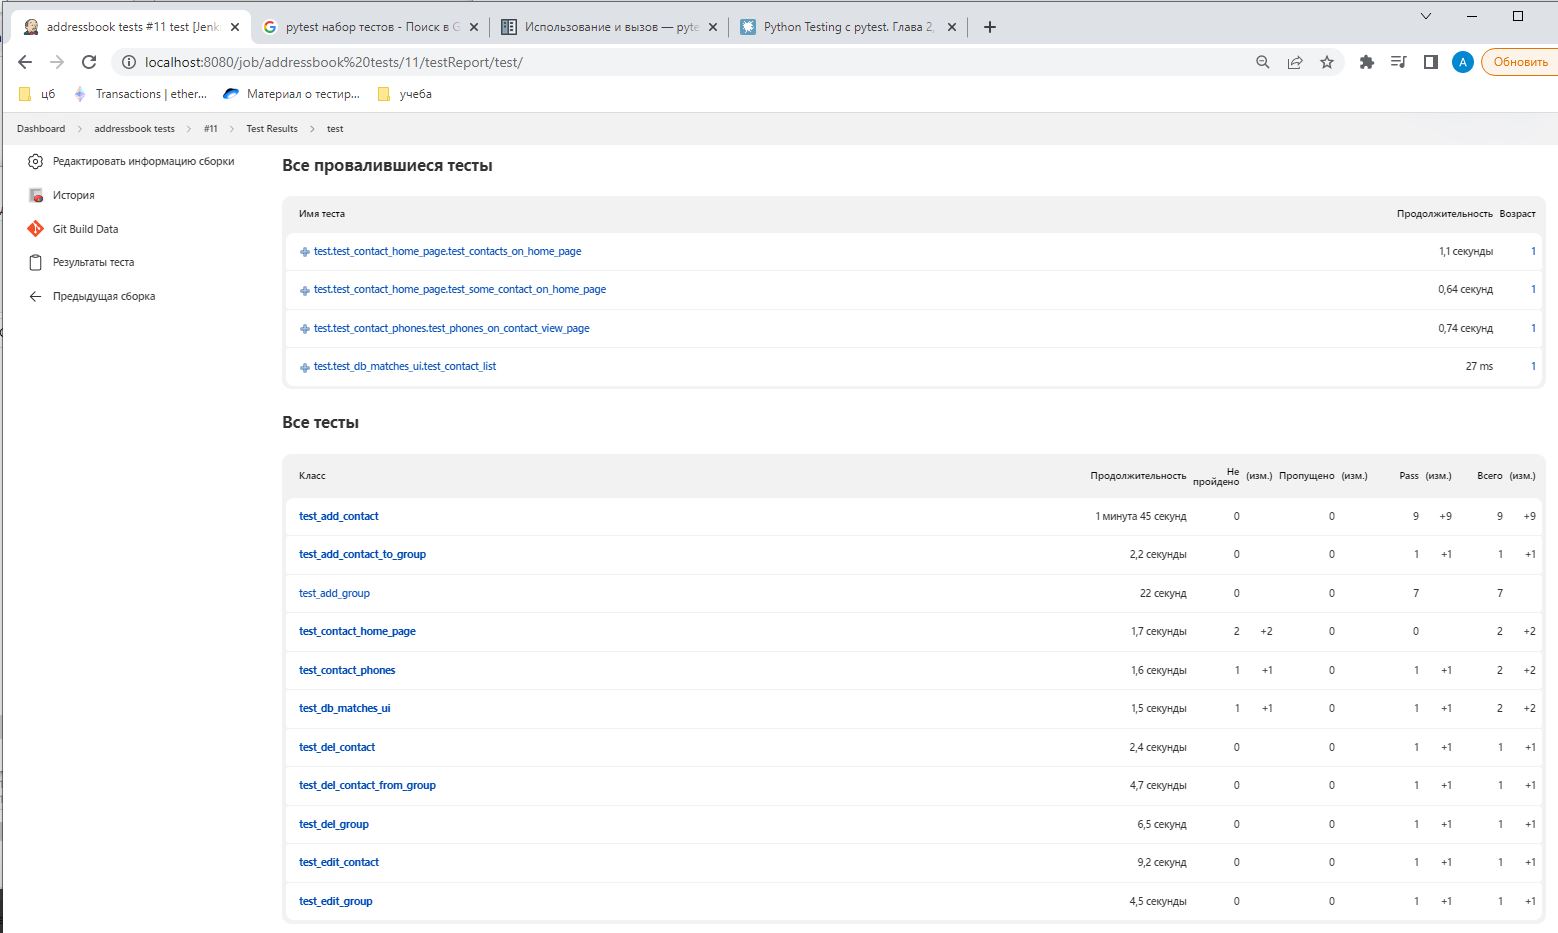 addressbook tests #11 test [Jenk
pytest набор тестов - Поиск в G
Использование и вызов — pyte
Python Testing с pytest. Глава 2,
localhost:8080/job/addressbook%20tests/11/testReport/test/
А
Обновить
цб
Transactions | ether...
Материал о тестир...
учеба
Dashboard
addressbook tests
#11
Test Results
test
Редактировать информацию сборки
История
Git Build Data
Результаты теста
Предыдущая сборка
Все провалившиеся тесты
Имя теста Продолжительность Возраст
test.test_contact_home_page.test_contacts_on_home_page 1,1 секунды 1
test.test_contact_home_page.test_some_contact_on_home_page 0,64 секунд 1
test.test_contact_phones.test_phones_on_contact_view_page 0,74 секунд 1
test.test_db_matches_ui.test_contact_list 27 ms 1
Все тесты
Класс Продолжительность Не пройдено (изм.) Пропущено (изм.) Pass (изм.) Всего (изм.)
test_add_contact 1 минута 45 секунд 0 0 9 +9 9 +9
test_add_contact_to_group 2,2 секунды 0 0 1 +1 1 +1
test_add_group 22 секунд 0 0 7 7
test_contact_home_page 1,7 секунды 2 +2 0 0 2 +2
test_contact_phones 1,6 секунды 1 +1 0 1 +1 2 +2
test_db_matches_ui 1,5 секунды 1 +1 0 1 +1 2 +2
test_del_contact 2,4 секунды 0 0 1 +1 1 +1
test_del_contact_from_group 4,7 секунды 0 0 1 +1 1 +1
test_del_group 6,5 секунд 0 0 1 +1 1 +1
test_edit_contact 9,2 секунд 0 0 1 +1 1 +1
test_edit_group 4,5 секунды 0 0 1 +1 1 +1